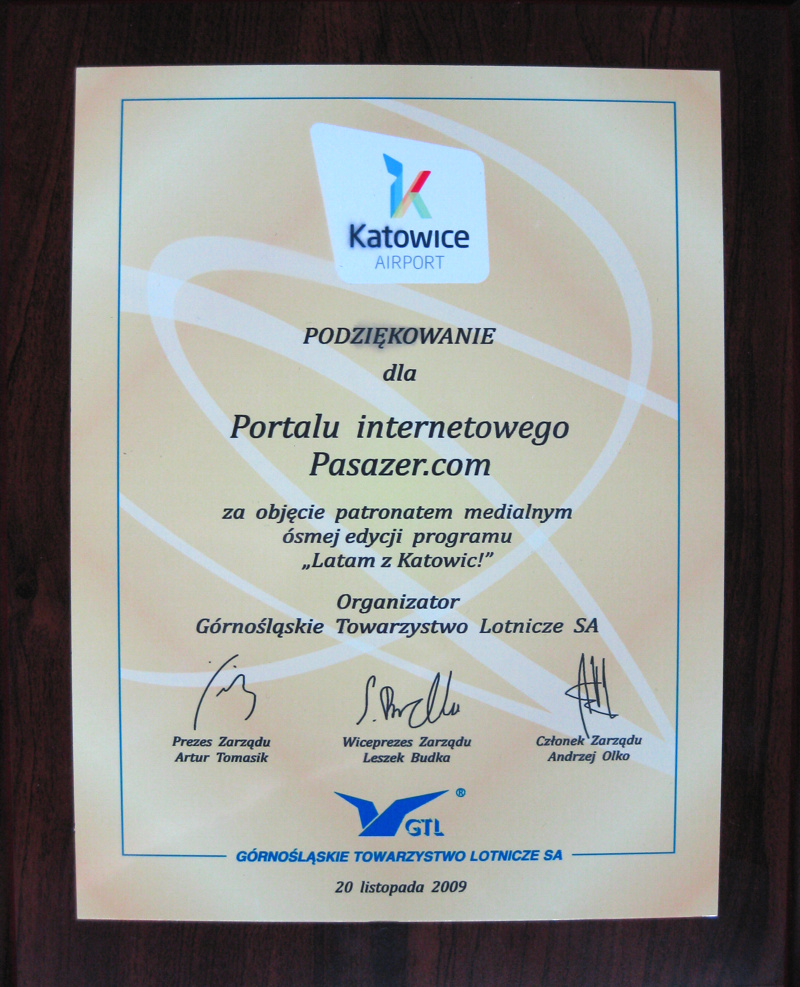 Katowice
AIRPORT
PODZIĘKOWANIE
dla
Portalu internetowego
Pasazer.com
za objęcie patronatem medialnym
ósmej edycji programu
„Latam z Katowic!”
Organizator
Górnośląskie Towarzystwo Lotnicze SA
Prezes Zarządu
Artur Tomasik
Wiceprezes Zarządu
Leszek Budka
Członek Zarządu
Andrzej Olko
®
GTL
GÓRNOŚLĄSKIE TOWARZYSTWO LOTNICZE SA
20 listopada 2009